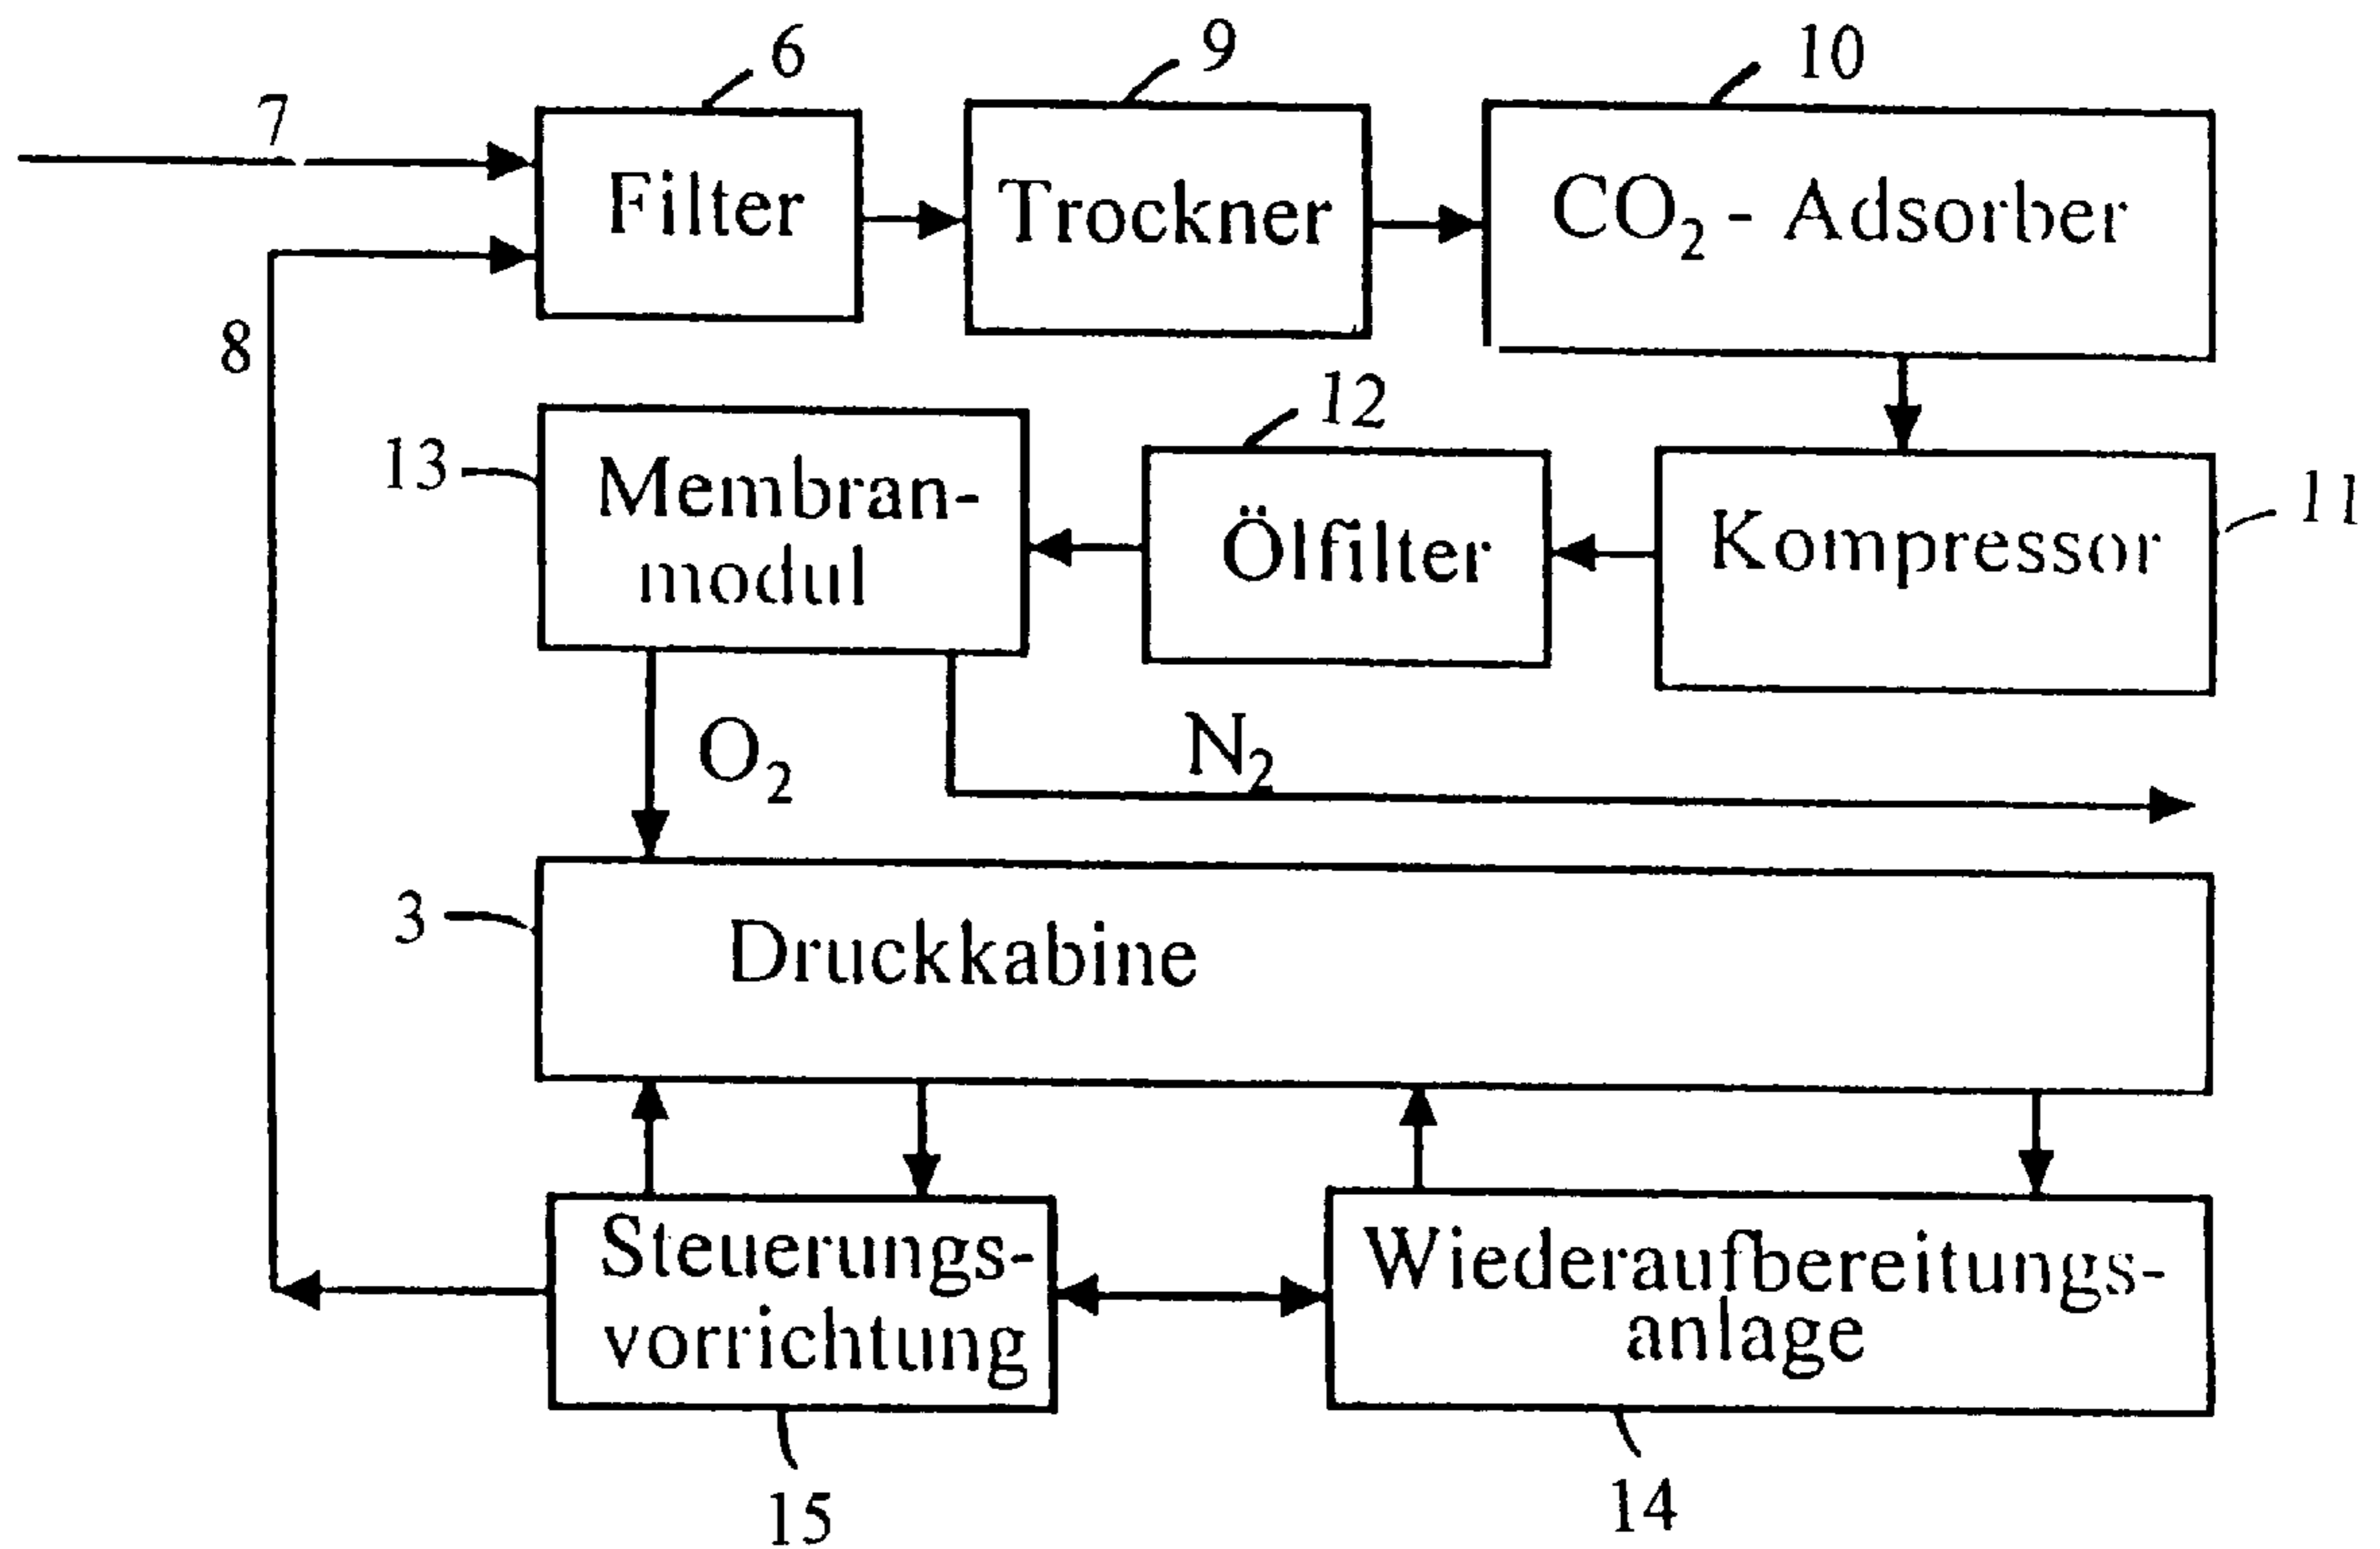 6
9
10
7
Filter
Trockner
CO₂ - Adsorber
8
12
13
Membran-
modul
Ölfilter
Kompressor
11
O₂
N₂
3
Druckkabine
Steuerungs-
vorrichtung
Wiederaufbereitungs-
anlage
15
14